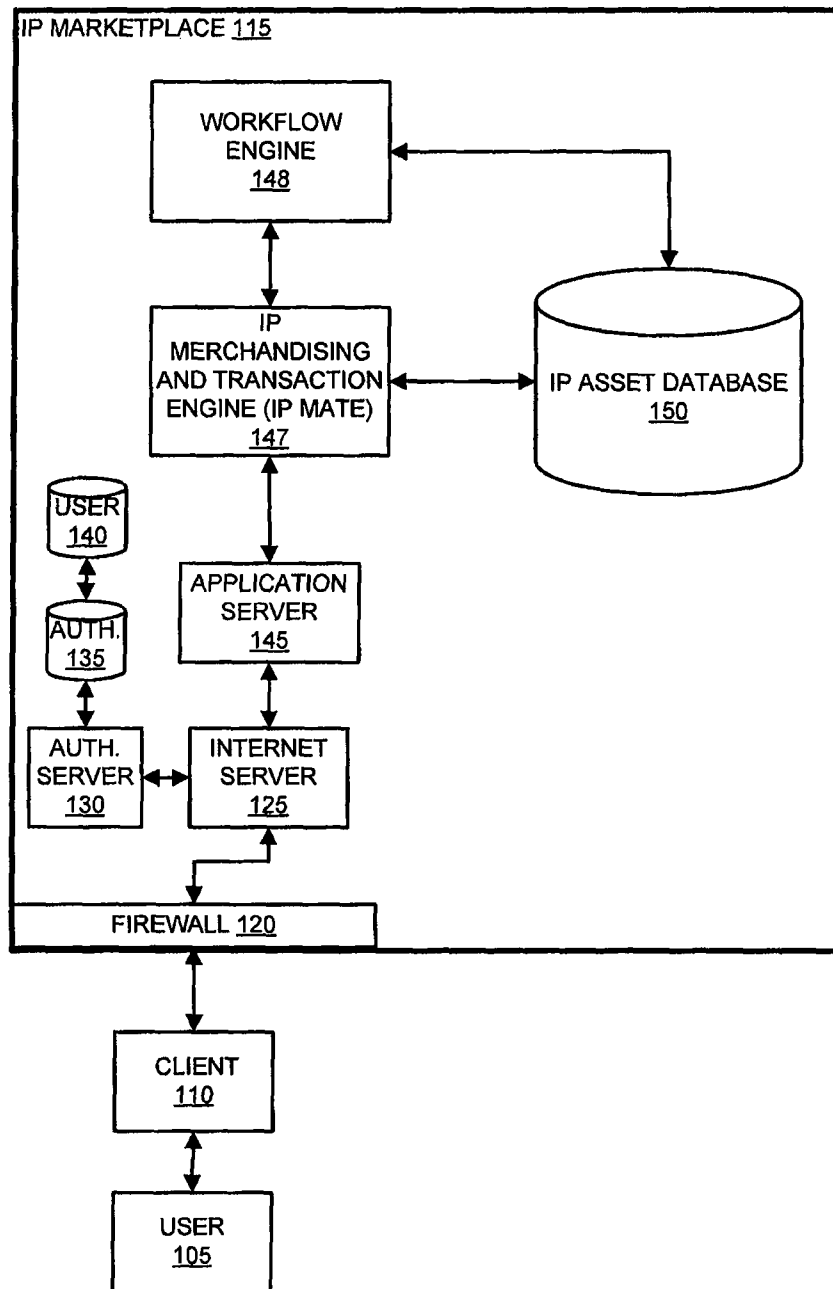 IP MARKETPLACE 115
WORKFLOW
ENGINE
148
IP
MERCHANDISING
AND TRANSACTION
ENGINE (IP MATE)
147
IP ASSET DATABASE
150
USER
140
AUTH.
135
APPLICATION
SERVER
145
AUTH.
SERVER
130
INTERNET
SERVER
125
FIREWALL 120
CLIENT
110
USER
105